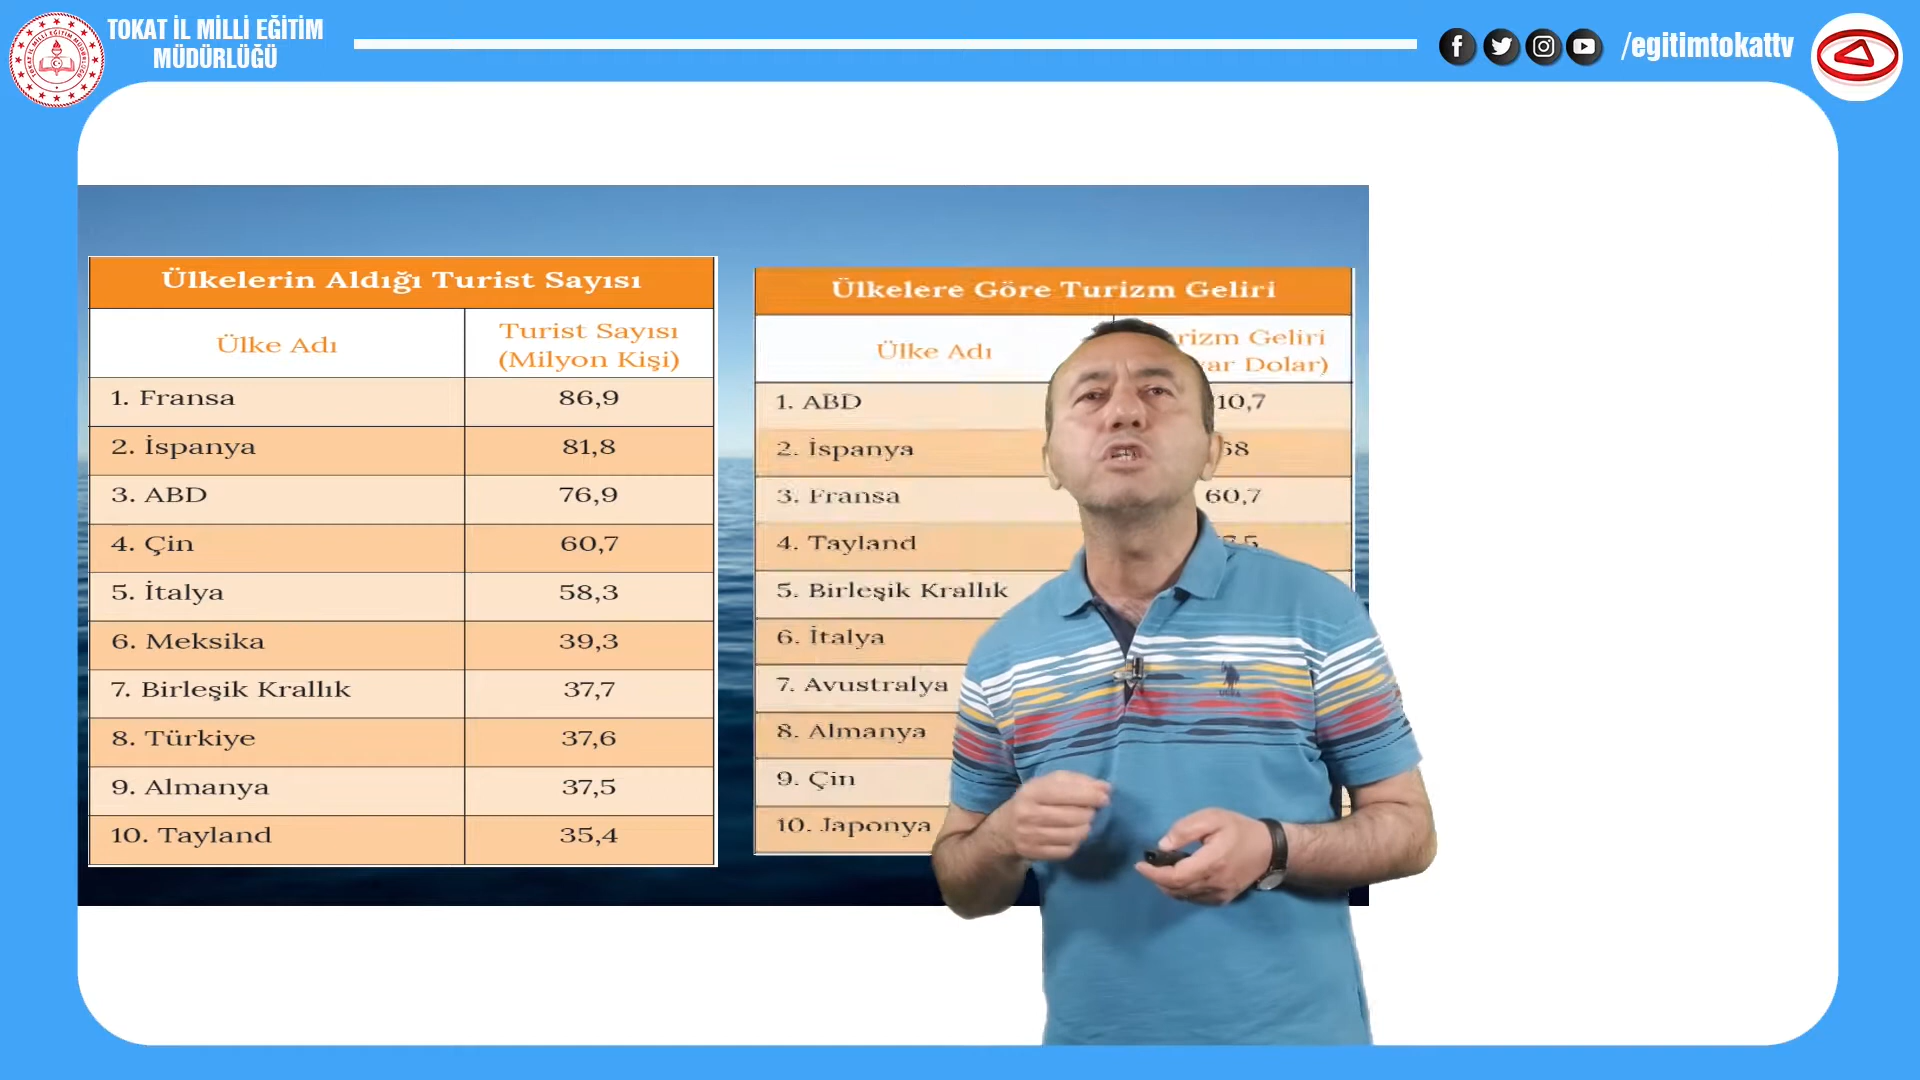 TOKAT İL MİLLİ EĞİTİM
MÜDÜRLÜĞÜ
/egitimtokattv
Ülkelerin Aldığı Turist Sayısı
Ülke Adı
Turist Sayısı
(Milyon Kişi)
1. Fransa 86,9
2. İspanya 81,8
3. ABD 76,9
4. Çin 60,7
5. İtalya 58,3
6. Meksika 39,3
7. Birleşik Krallık 37,7
8. Türkiye 37,6
9. Almanya 37,5
10. Tayland 35,4
Ülkelere Göre Turizm Geliri
Ülke Adı
Geliri
Dolar)
1. ABD
2. İspanya
3. Fransa 60,7
4. Tayland
5. Birleşik Krallık
6. İtalya
7. Avustralya
8. Almanya
9. Çin
10. Japonya